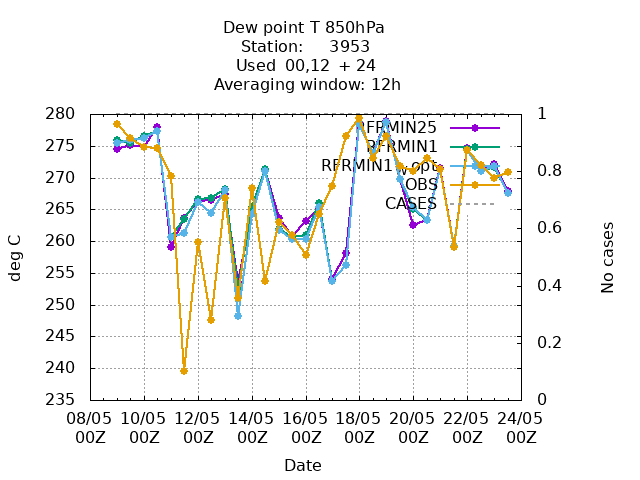 Dew point T 850hPa
Station: 3953
Used 00,12 + 24
Averaging window: 12h
280
275
270
265
260
255
250
245
240
235
deg C
1
0.8
0.6
0.4
0.2
0
No cases
RFRMIN25
RFRMIN1
OBS
CASES
08/05 10/05 12/05 14/05 16/05 18/05 20/05 22/05 24/05
00Z 00Z 00Z 00Z 00Z 00Z 00Z 00Z 00Z
Date